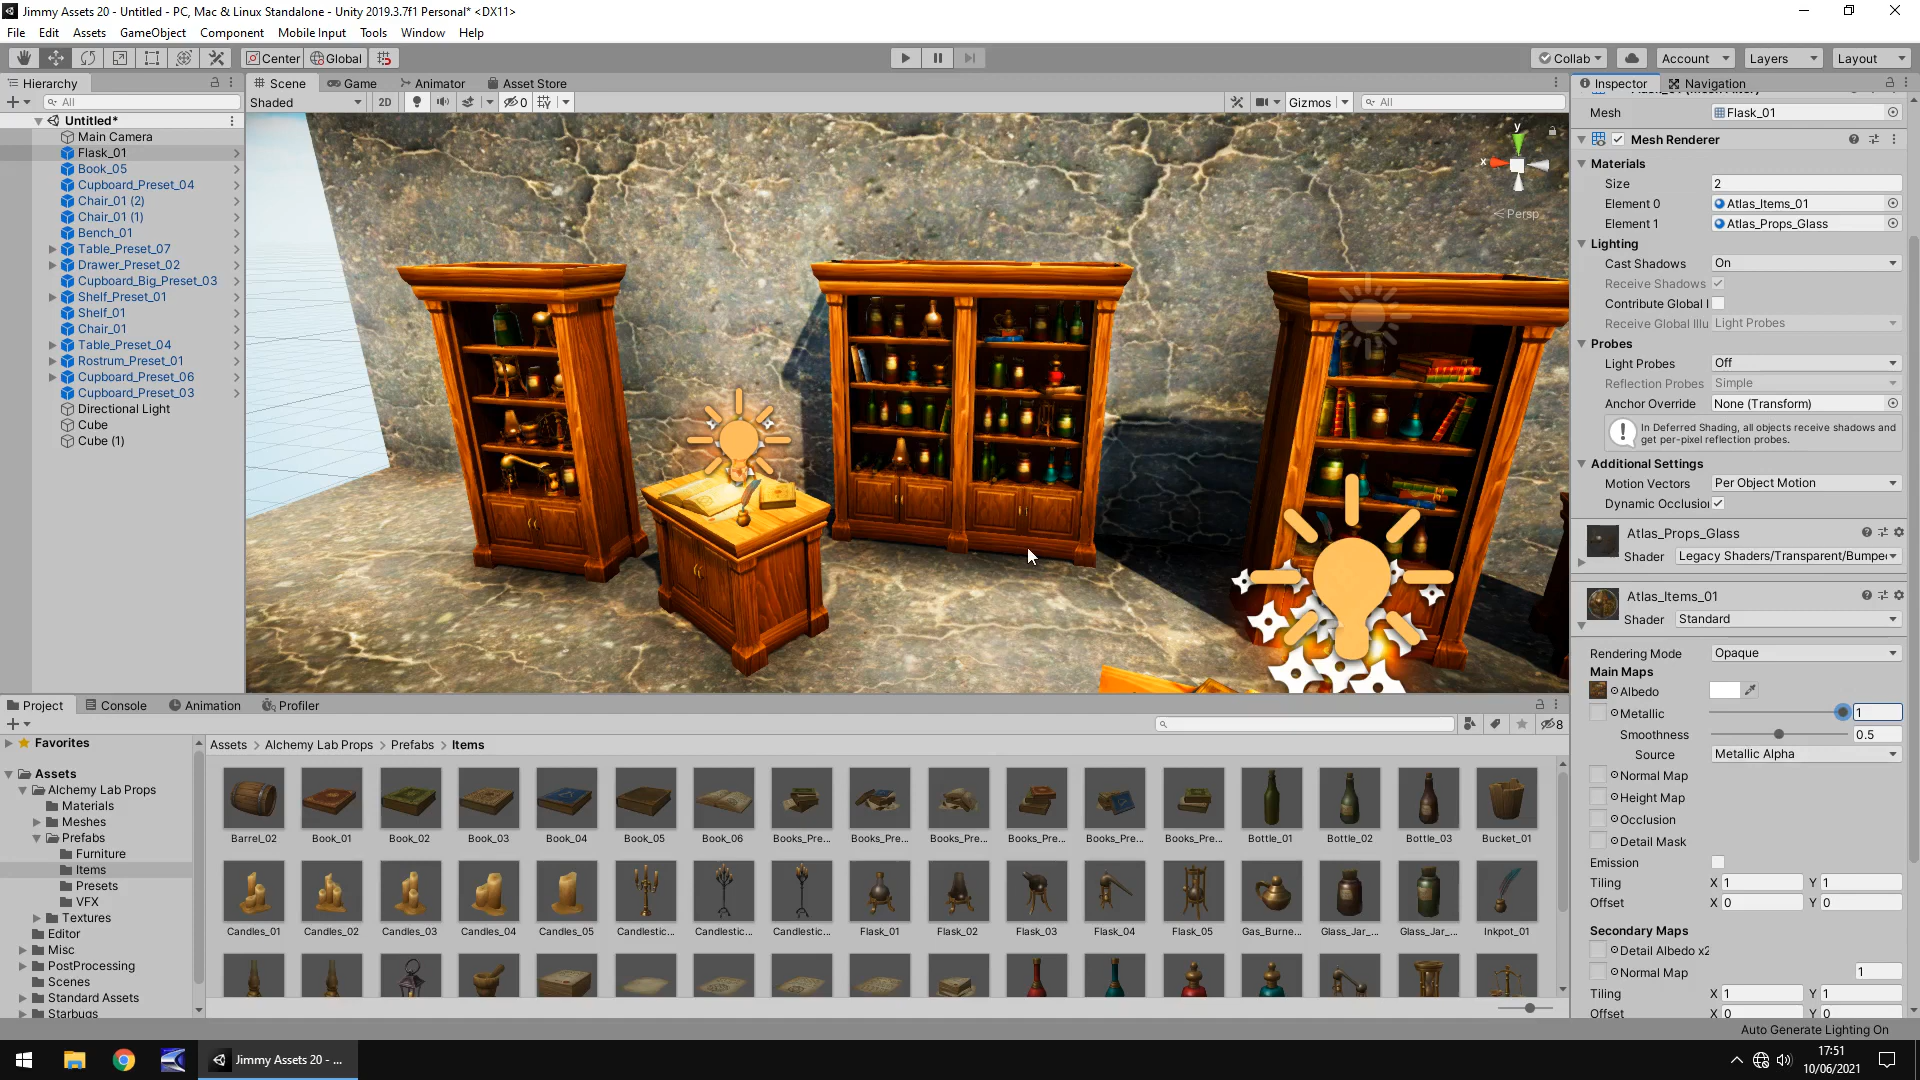 Jimmy Assets 20 - Untitled - PC, Mac & Linux Standalone - Unity 2019.3.7f1 Personal* <DX11>
File Edit Assets GameObject Component Mobile Input Tools Window Help
Center Global Collab Account Layers Layout
Hierarchy
All
Untitled*
Main Camera
Flask_01
Book_05
Cupboard_Preset_04
Chair_01 (2)
Chair_01 (1)
Bench_01
Table_Preset_07
Drawer_Preset_02
Cupboard_Big_Preset_03
Shelf_Preset_01
Shelf_01
Chair_01
Table_Preset_04
Rostrum_Preset_01
Cupboard_Preset_06
Cupboard_Preset_03
Directional Light
Cube
Cube (1)
Scene Game Animator Asset Store
Shaded 2D 0 Gizmos All
y
x
Persp
Inspector Navigation
Mesh Flask_01
Mesh Renderer
Materials
Size 2
Element 0 Atlas_Items_01
Element 1 Atlas_Props_Glass
Lighting
Cast Shadows On
Receive Shadows
Contribute Global I
Receive Global Illu Light Probes
Probes
Light Probes Off
Reflection Probes Simple
Anchor Override None (Transform)
In Deferred Shading, all objects receive shadows and
get per-pixel reflection probes.
Additional Settings
Motion Vectors Per Object Motion
Dynamic Occlusion
Atlas_Props_Glass
Shader Legacy Shaders/Transparent/Bumpe
Atlas_Items_01
Shader Standard
Rendering Mode Opaque
Main Maps
Albedo
Metallic 1
Smoothness 0.5
Source Metallic Alpha
Normal Map
Height Map
Occlusion
Detail Mask
Emission
Tiling X 1 Y 1
Offset X 0 Y 0
Secondary Maps
Detail Albedo x2
Normal Map 1
Tiling X 1 Y 1
Offset X 0 Y 0
Auto Generate Lighting On
Project Console Animation Profiler
8
Favorites
Assets
Alchemy Lab Props
Materials
Meshes
Prefabs
Furniture
Items
Presets
VFX
Textures
Editor
Misc
PostProcessing
Scenes
Standard Assets
Starbugs
Assets > Alchemy Lab Props > Prefabs > Items
Barrel_02 Book_01 Book_02 Book_03 Book_04 Book_05 Book_06 Books_Pre... Books_Pre... Books_Pre... Books_Pre... Books_Pre... Books_Pre... Bottle_01 Bottle_02 Bottle_03 Bucket_01
Candles_01 Candles_02 Candles_03 Candles_04 Candles_05 Candlestic... Candlestic... Candlestic... Flask_01 Flask_02 Flask_03 Flask_04 Flask_05 Gas_Burne... Glass_Jar_... Glass_Jar_... Inkpot_01
Jimmy Assets 20 - ...
17:51
10/06/2021